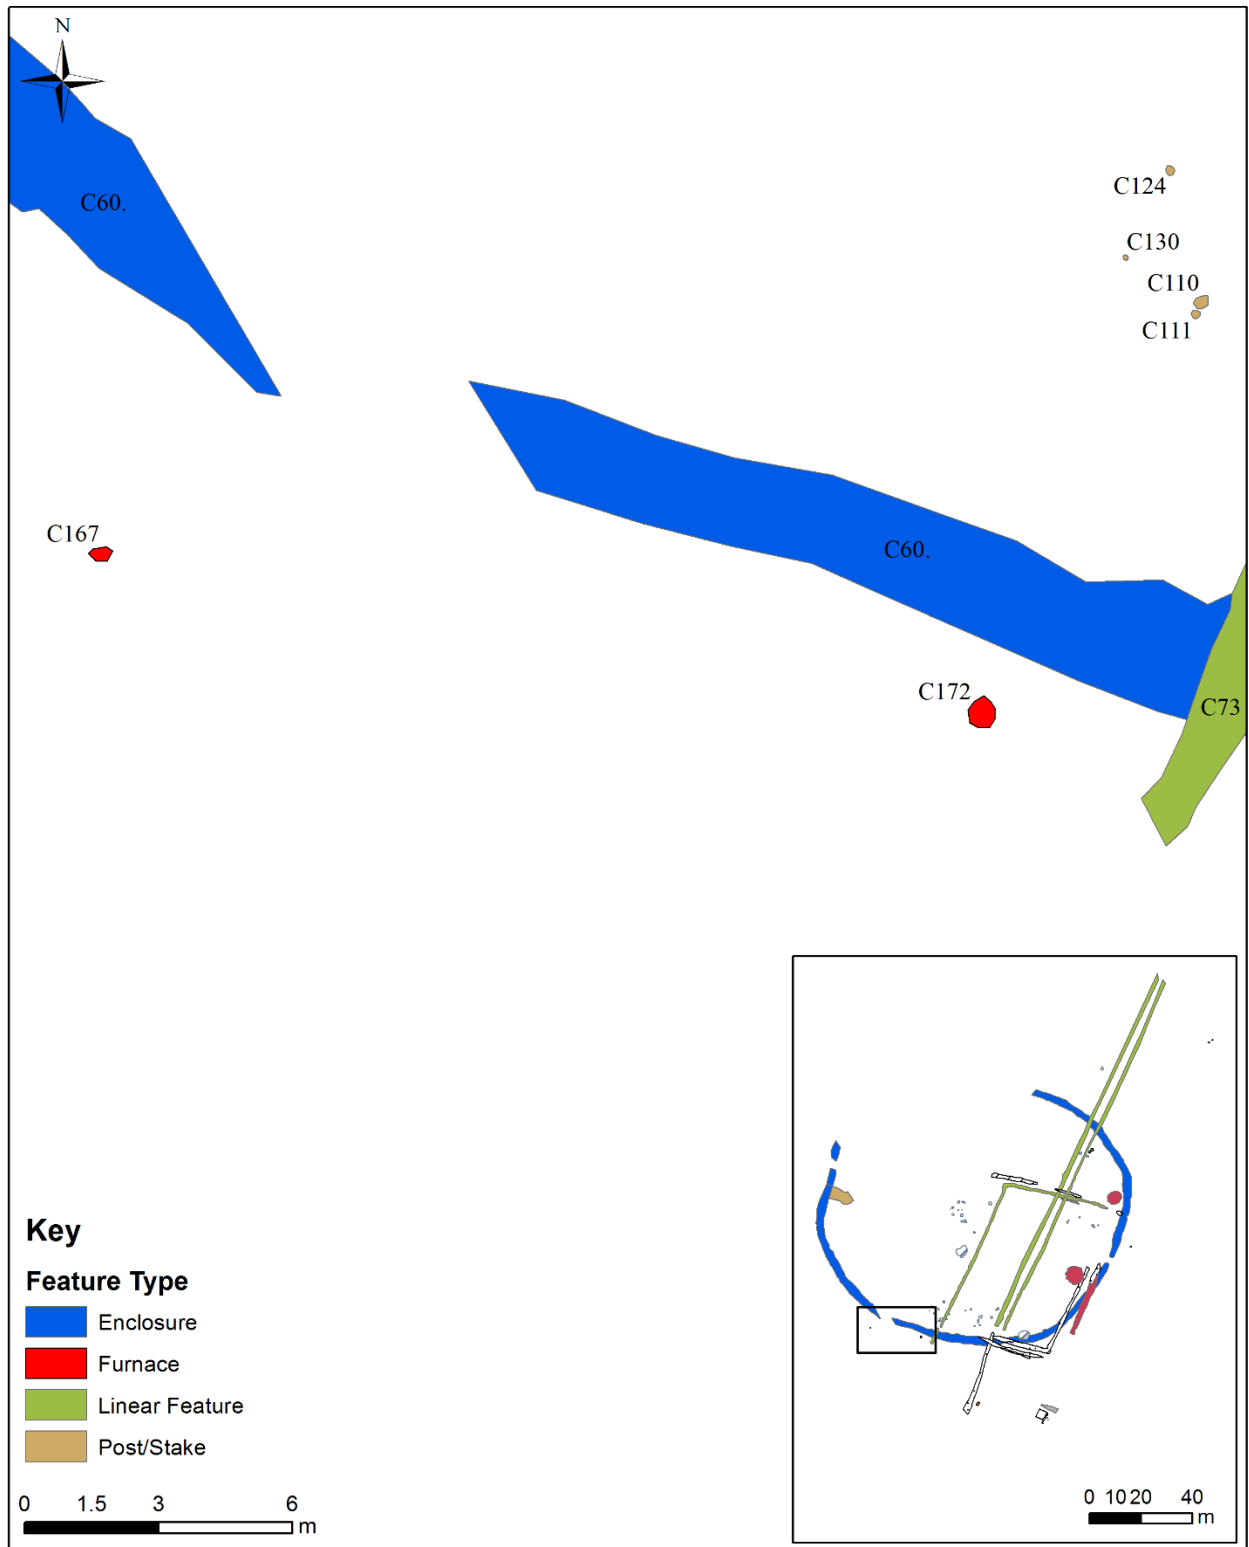 N
C60.
C124
C130
C110
C111
C167
C60.
C172
C73
Key
Feature Type
Enclosure
Furnace
Linear Feature
Post/Stake
0 1.5 3 6
m
0 10 20 40
m